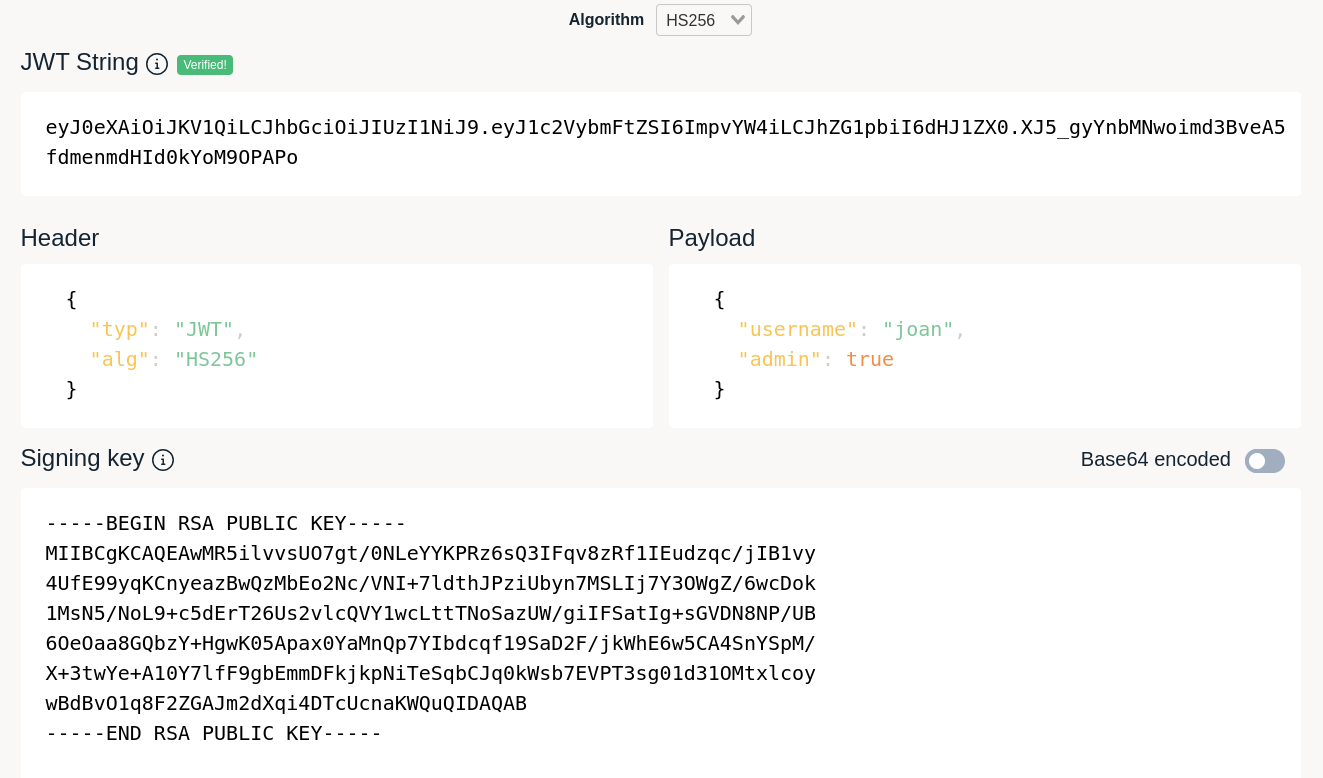 Algorithm HS256
JWT String Verified!
eyJ0eXAiOiJKV1QiLCJhbGciOiJIUzI1NiJ9.eyJ1c2VybmFtZSI6ImpvYW4iLCJhZG1pbiI6dHJ1ZX0.XJ5_gyYnbMNwoimd3BveA5
fdmenmdHId0kYoM9OPAPo
Header
{
"typ": "JWT",
"alg": "HS256"
}
Payload
{
"username": "joan",
"admin": true
}
Signing key
Base64 encoded
-----BEGIN RSA PUBLIC KEY-----
MIIBCgKCAQEAwMR5ilvvsUO7gt/0NLeYYKPRz6sQ3IFqv8zRf1IEudzqc/jIB1vy
4UfE99yqKCnyeazBwQzMbEo2Nc/VNI+7ldthJPziUbyn7MSLIj7Y3OWgZ/6wcDok
1MsN5/NoL9+c5dErT26Us2vlcQVY1wcLttTNoSazUW/giIFSatIg+sGVDN8NP/UB
6OeOaa8GQbzY+HgwK05Apax0YaMnQp7YIbdcqf19SaD2F/jkWhE6w5CA4SnYSpM/
X+3twYe+A10Y7lfF9gbEmmDFkjkpNiTeSqbCJq0kWsb7EVPT3sg01d31OMtxlcoy
wBdBvO1q8F2ZGAJm2dXqi4DTcUcnaKWQuQIDAQAB
-----END RSA PUBLIC KEY-----